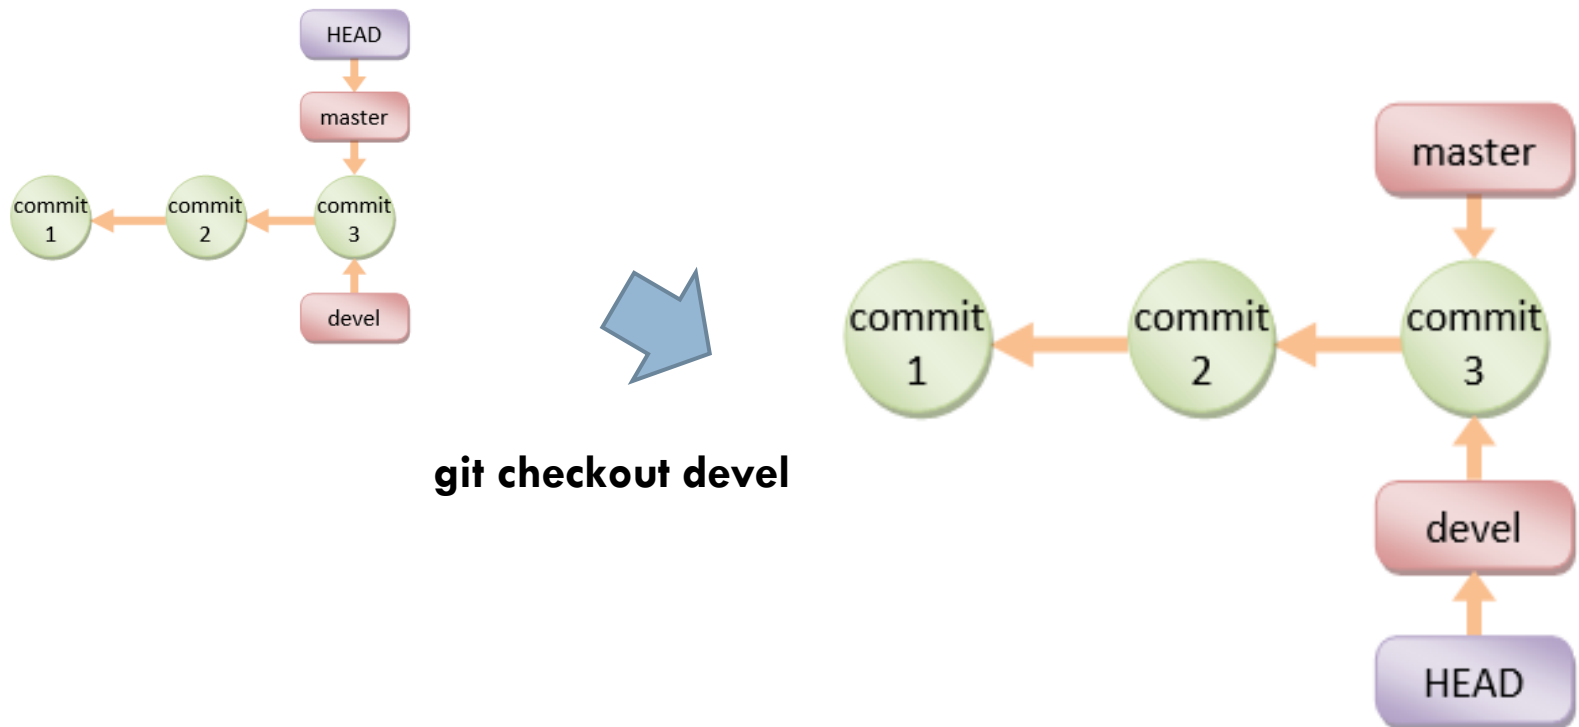 HEAD
master
commit
1
commit
2
commit
3
devel
git checkout devel
master
commit
1
commit
2
commit
3
devel
HEAD